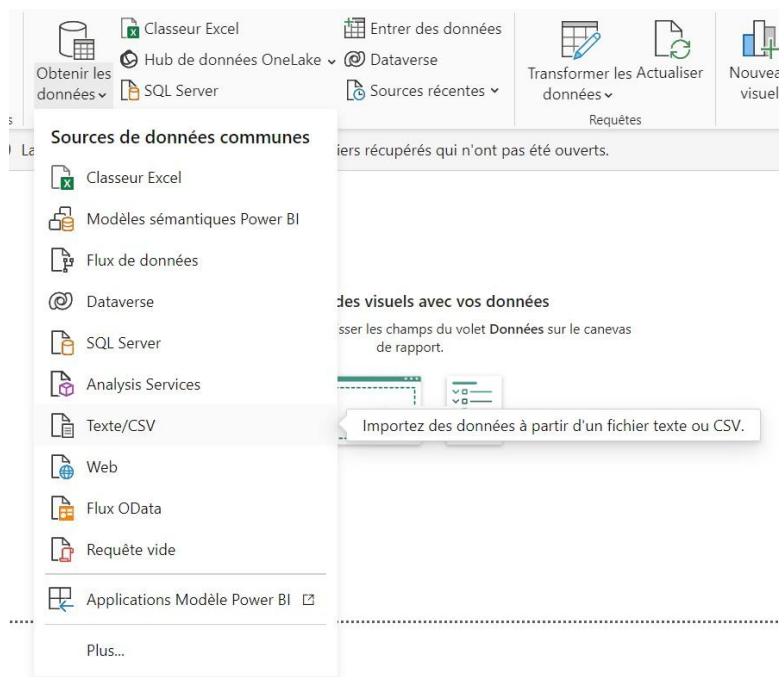 Obtenir les
données
Classeur Excel
Hub de données OneLake
SQL Server
Entrer des données
Dataverse
Sources récentes
Transformer les
données
Actualiser
Requêtes
Nouvea
visuel
s
La
iers récupérés qui n'ont pas été ouverts.
Sources de données communes
Classeur Excel
Modèles sémantiques Power BI
Flux de données
Dataverse
SQL Server
Analysis Services
Texte/CSV
Web
Flux OData
Requête vide
Applications Modèle Power BI
Plus...
des visuels avec vos données
sser les champs du volet Données sur le canevas
de rapport.
Importez des données à partir d'un fichier texte ou CSV.